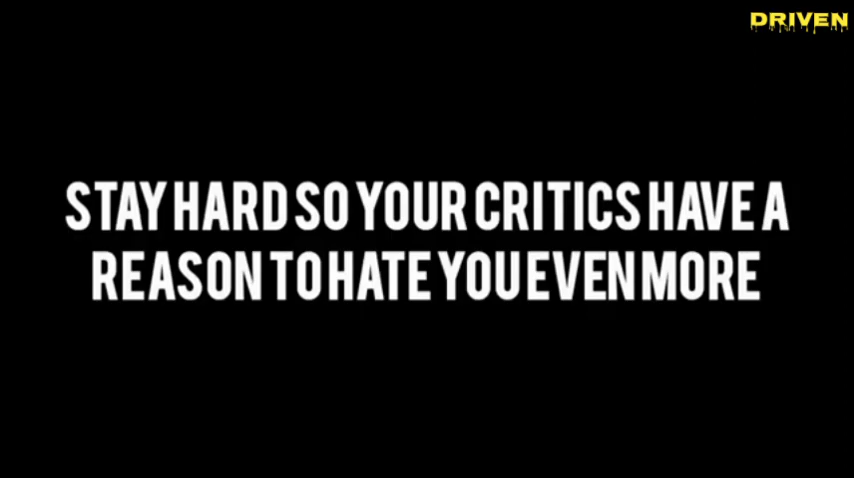 DRIVEN
STAY HARD SO YOUR CRITICS HAVE A
REASON TO HATE YOU EVEN MORE